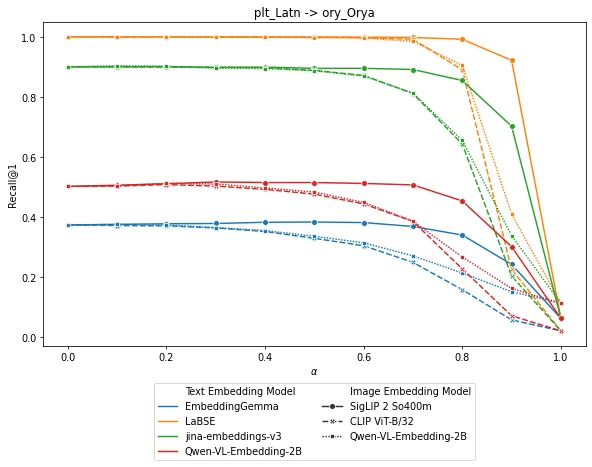 plt_Latn -> ory_Orya
Recall@1
1.0
0.8
0.6
0.4
0.2
0.0
0.0 0.2 0.4 0.6 0.8 1.0
α
Text Embedding Model
EmbeddingGemma
LaBSE
jina-embeddings-v3
Qwen-VL-Embedding-2B
Image Embedding Model
SigLIP 2 So400m
CLIP ViT-B/32
Qwen-VL-Embedding-2B